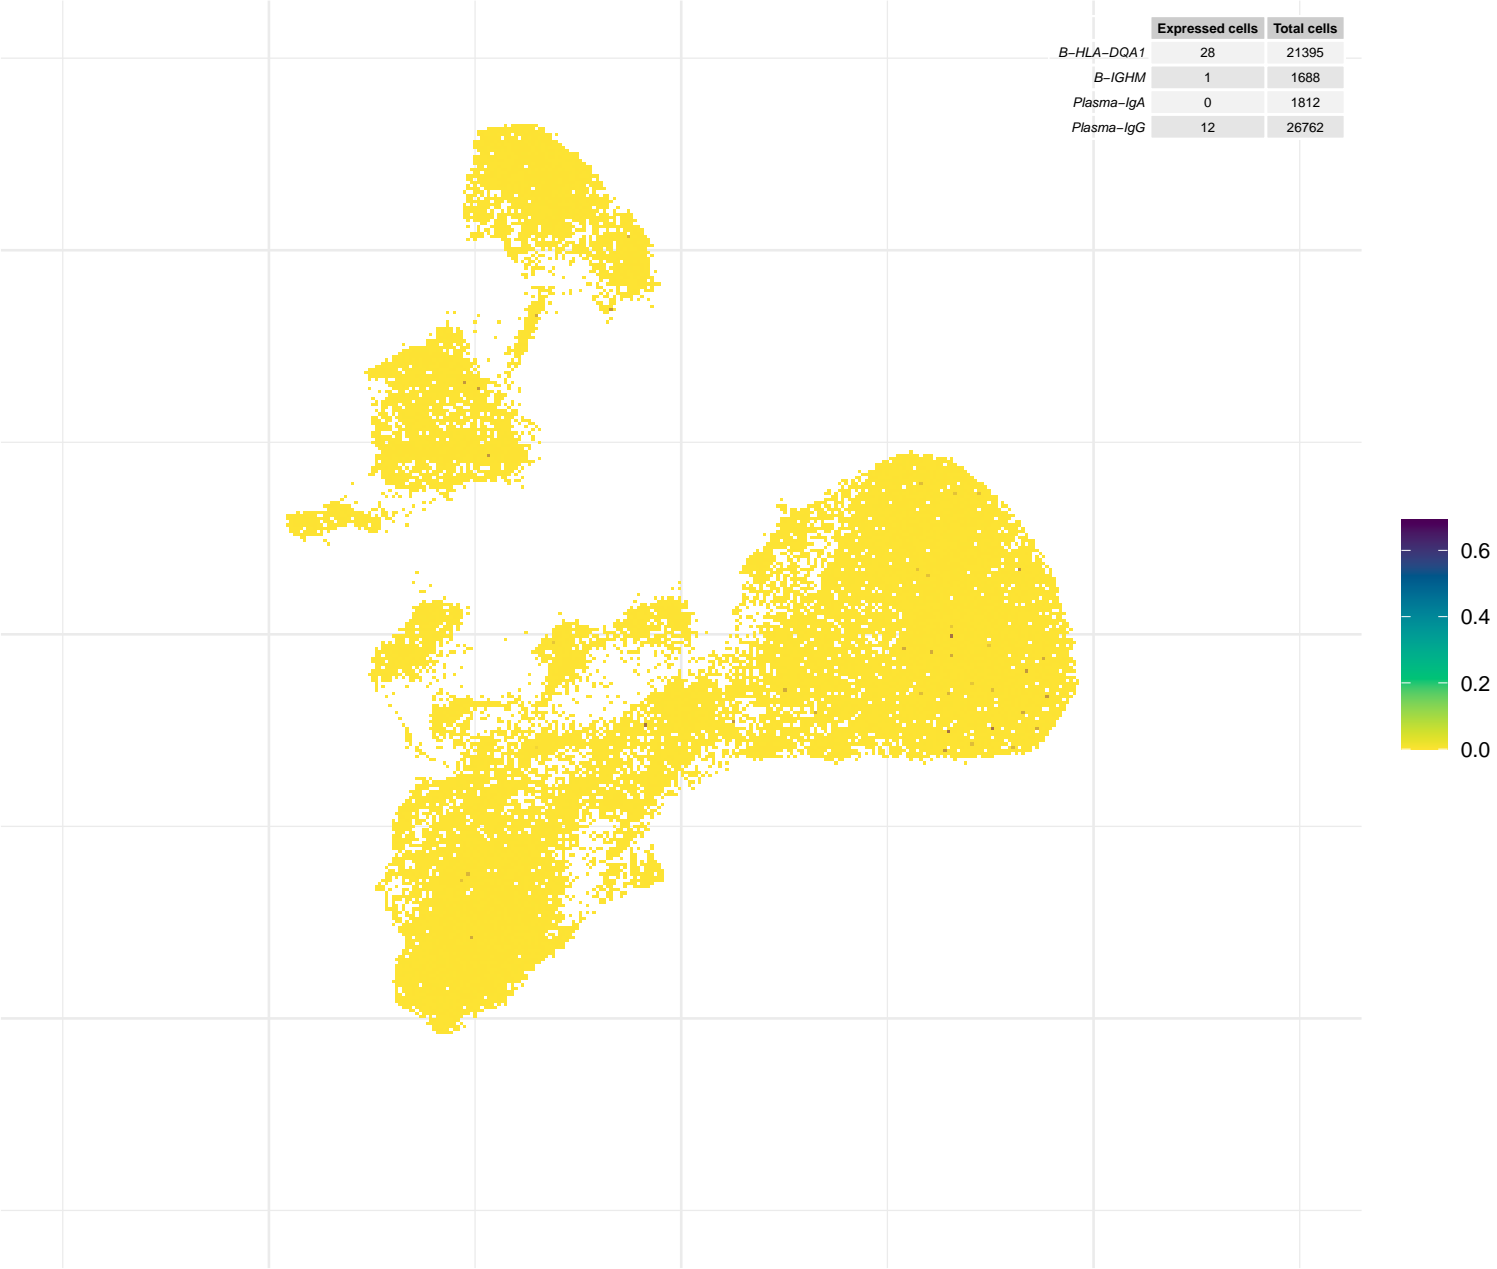 Expressed cells Total cells
B−HLA−DQA1 28 21395
B−IGHM 1 1688
Plasma−IgA 0 1812
Plasma−IgG 12 26762
0.6
0.4
0.2
0.0